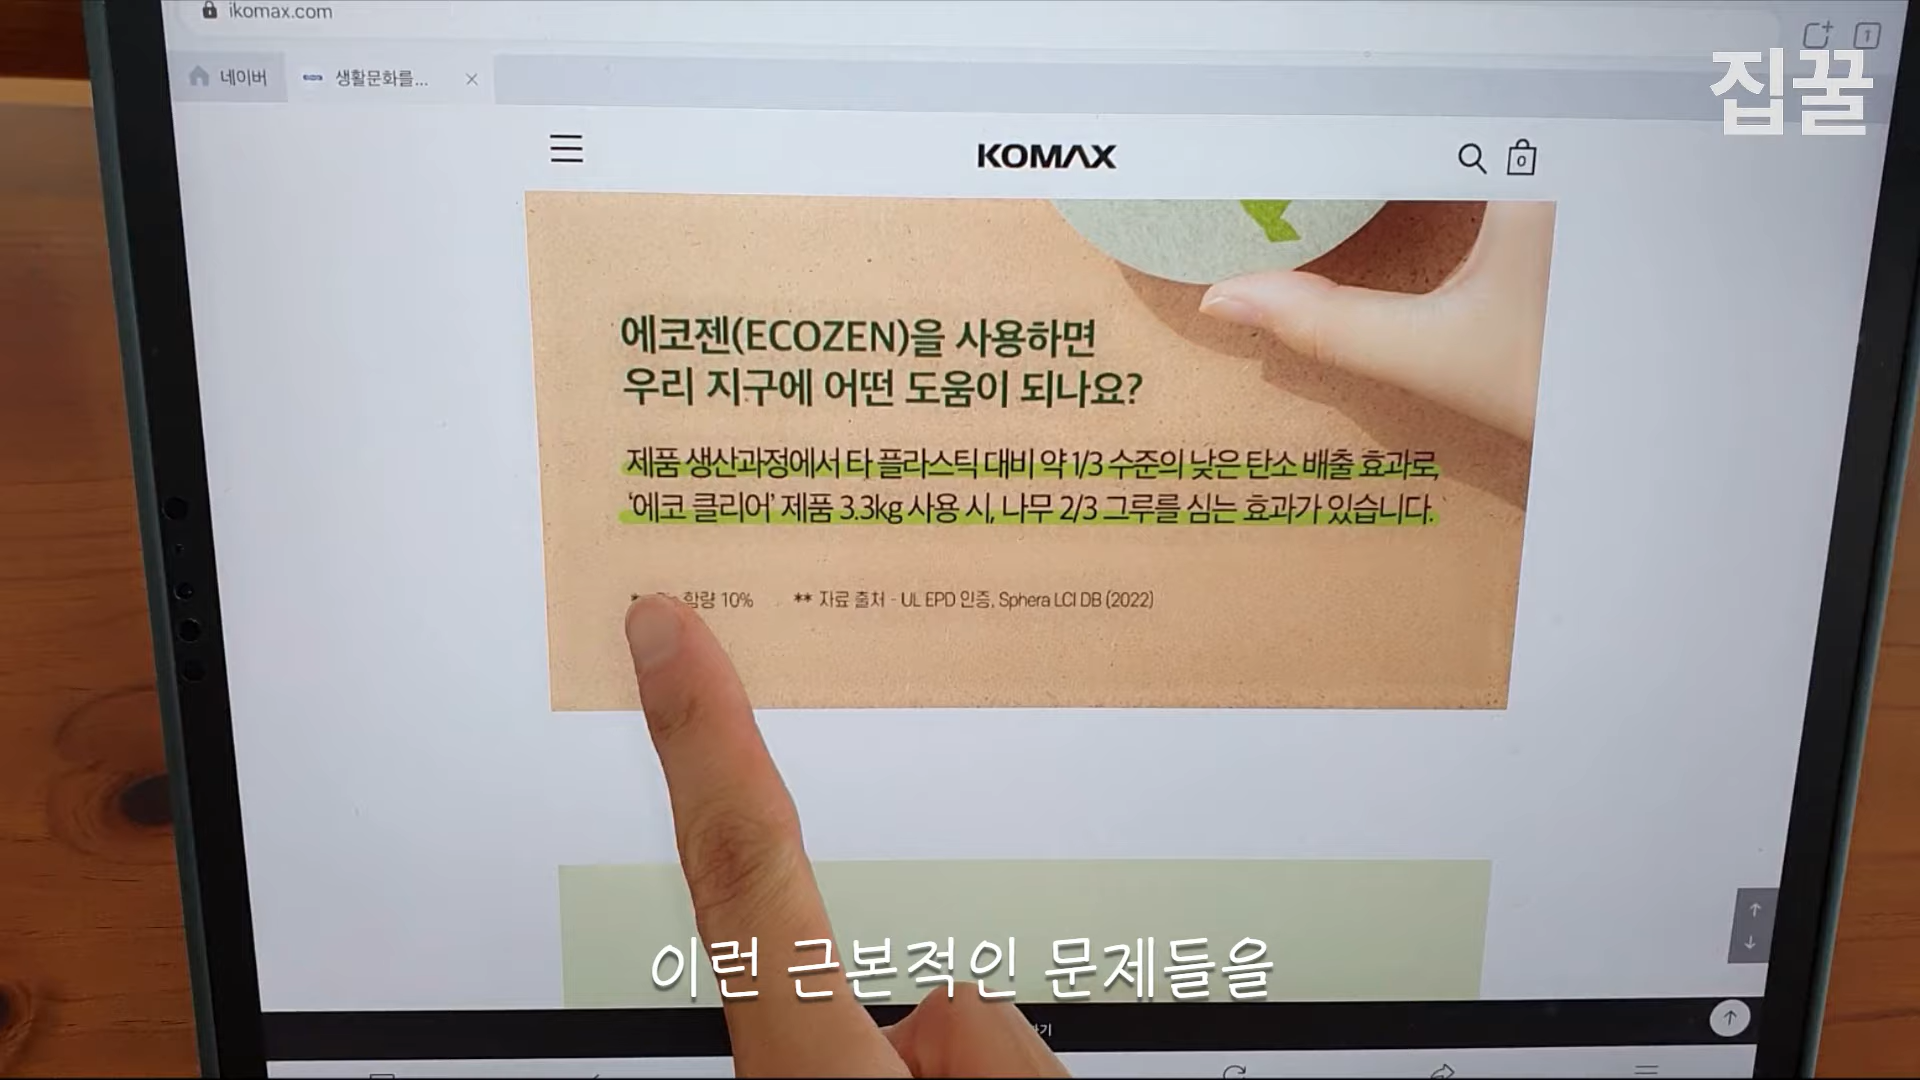 ikomax.com
네이버
생활문화를...
집꿀
KOMAX
0
에코젠(ECOZEN)을 사용하면
우리 지구에 어떤 도움이 되나요?
제품 생산과정에서 타 플라스틱 대비 약 1/3 수준의 낮은 탄소 배출 효과로,
'에코 클리어' 제품 3.3kg 사용 시, 나무 2/3 그루를 심는 효과가 있습니다.
* 함량 10% ** 자료 출처 - UL EPD 인증, Sphera LCI DB (2022)
이런 근본적인 문제들을